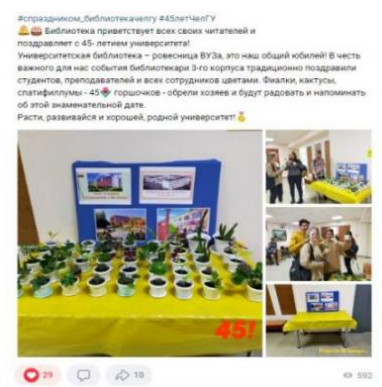 #спраздником_библиотекачелгу #45летЧелГУ
🔔🥁 Библиотека приветствует всех своих читателей и
поздравляет с 45- летием университета!
Университетская библиотека – ровесница ВУЗа, это наш общий юбилей! В честь
важного для нас события библиотекари 3-го корпуса традиционно поздравили
студентов, преподавателей и всех сотрудников цветами. Фиалки, кактусы,
спатифиллумы - 45🌺 горшочков - обрели хозяев и будут радовать и напоминать
об этой знаменательной дате.
Расти, развивайся и хорошей, родной университет!🏅
45!
29 10 592